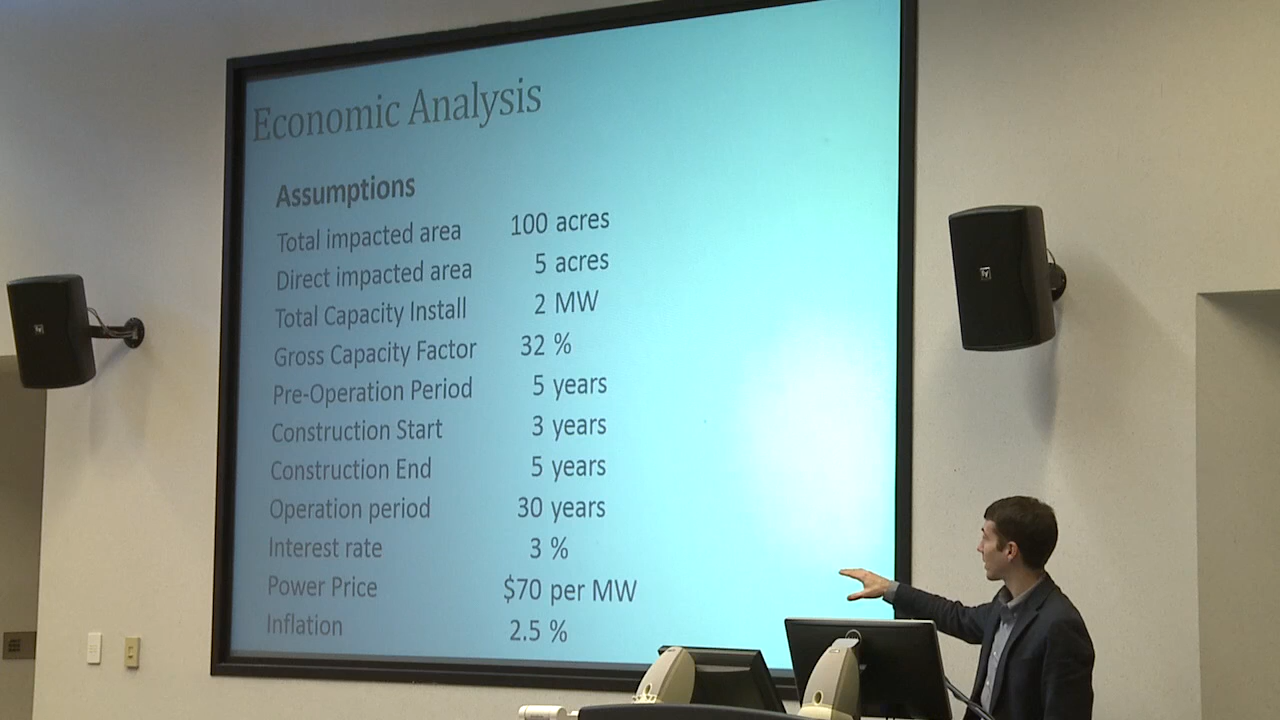 Economic Analysis
Assumptions
Total impacted area 100 acres
Direct impacted area 5 acres
Total Capacity Install 2 MW
Gross Capacity Factor 32 %
Pre-Operation Period 5 years
Construction Start 3 years
Construction End 5 years
Operation period 30 years
Interest rate 3 %
Power Price $70 per MW
Inflation 2.5 %